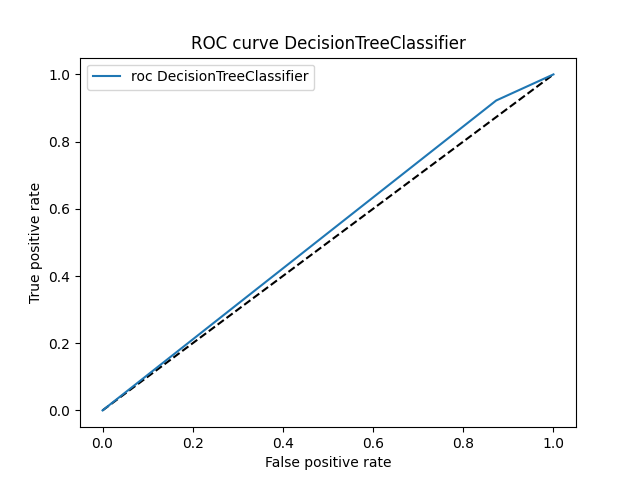 ROC curve DecisionTreeClassifier
roc DecisionTreeClassifier
True positive rate
1.0
0.8
0.6
0.4
0.2
0.0
0.0 0.2 0.4 0.6 0.8 1.0
False positive rate